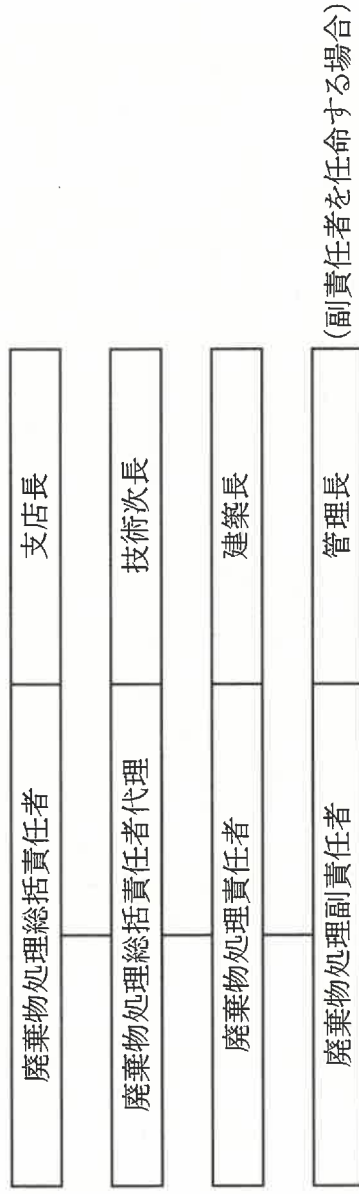 廃棄物処理総括責任者 支店長
廃棄物処理総括責任者代理 技術次長
廃棄物処理責任者 建築長
廃棄物処理副責任者 管理長 (副責任者を任命する場合)